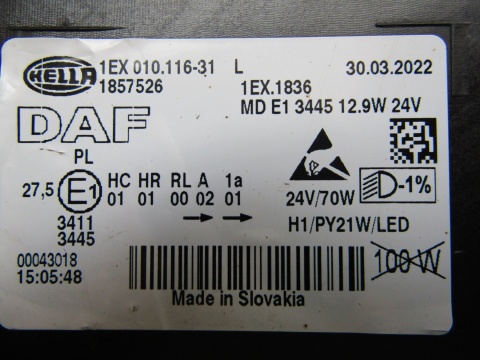 HELLA 1EX 010.116-31 L 30.03.2022
1857526 1EX.1836
MD E1 3445 12.9W 24V
DAF
PL
HC HR RL A 1a
27,5 E1 01 01 00 02 01
24V/70W D-1%
3411
3445
H1/PY21W/LED
00043018
15:05:48
100 W
Made in Slovakia